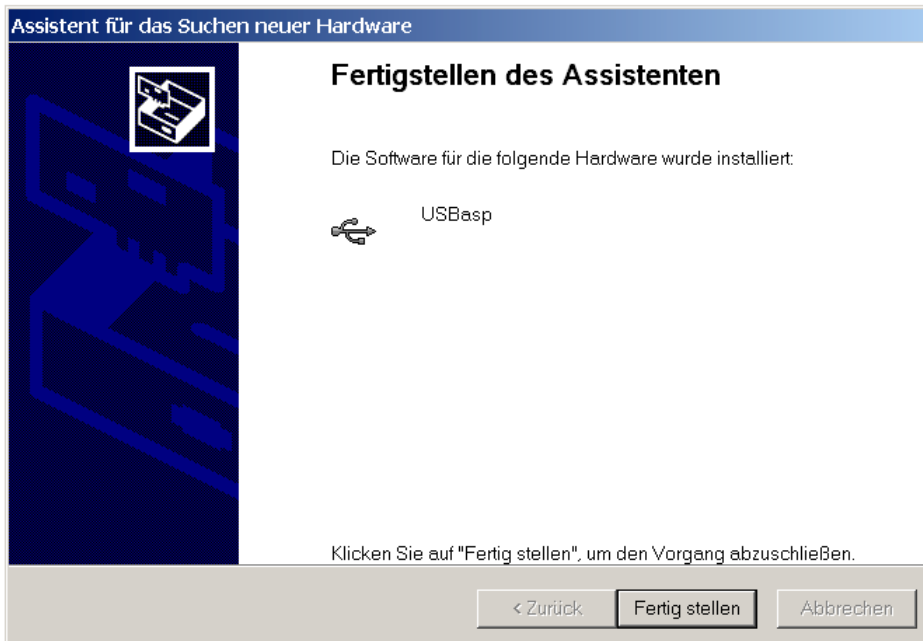 Assistent für das Suchen neuer Hardware
Fertigstellen des Assistenten
Die Software für die folgende Hardware wurde installiert:
USBasp
Klicken Sie auf "Fertig stellen", um den Vorgang abzuschließen.
< Zurück
Fertig stellen
Abbrechen